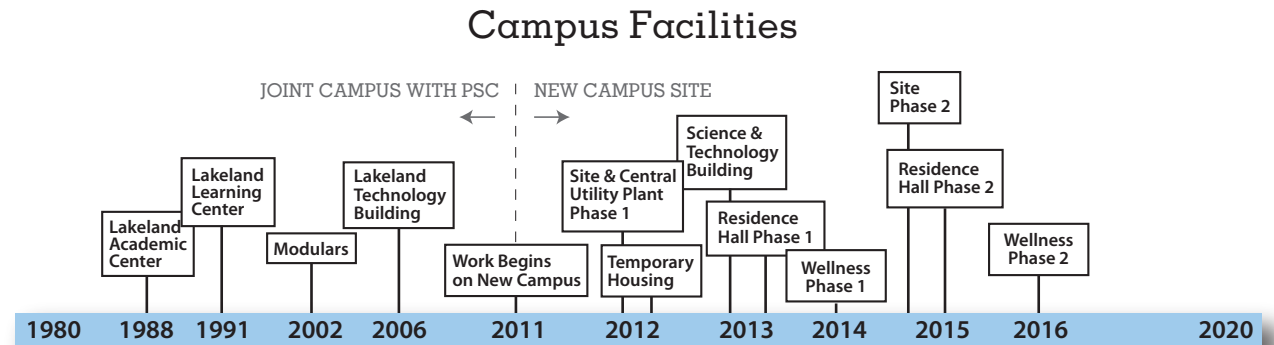 Campus Facilities
JOINT CAMPUS WITH PSC
NEW CAMPUS SITE
Lakeland
Academic
Center
Lakeland
Learning
Center
Modulars
Lakeland
Technology
Building
Work Begins
on New Campus
Site & Central
Utility Plant
Phase 1
Temporary
Housing
Science &
Technology
Building
Residence
Hall Phase 1
Wellness
Phase 1
Site
Phase 2
Residence
Hall Phase 2
Wellness
Phase 2
1980 1988 1991 2002 2006 2011 2012 2013 2014 2015 2016 2020